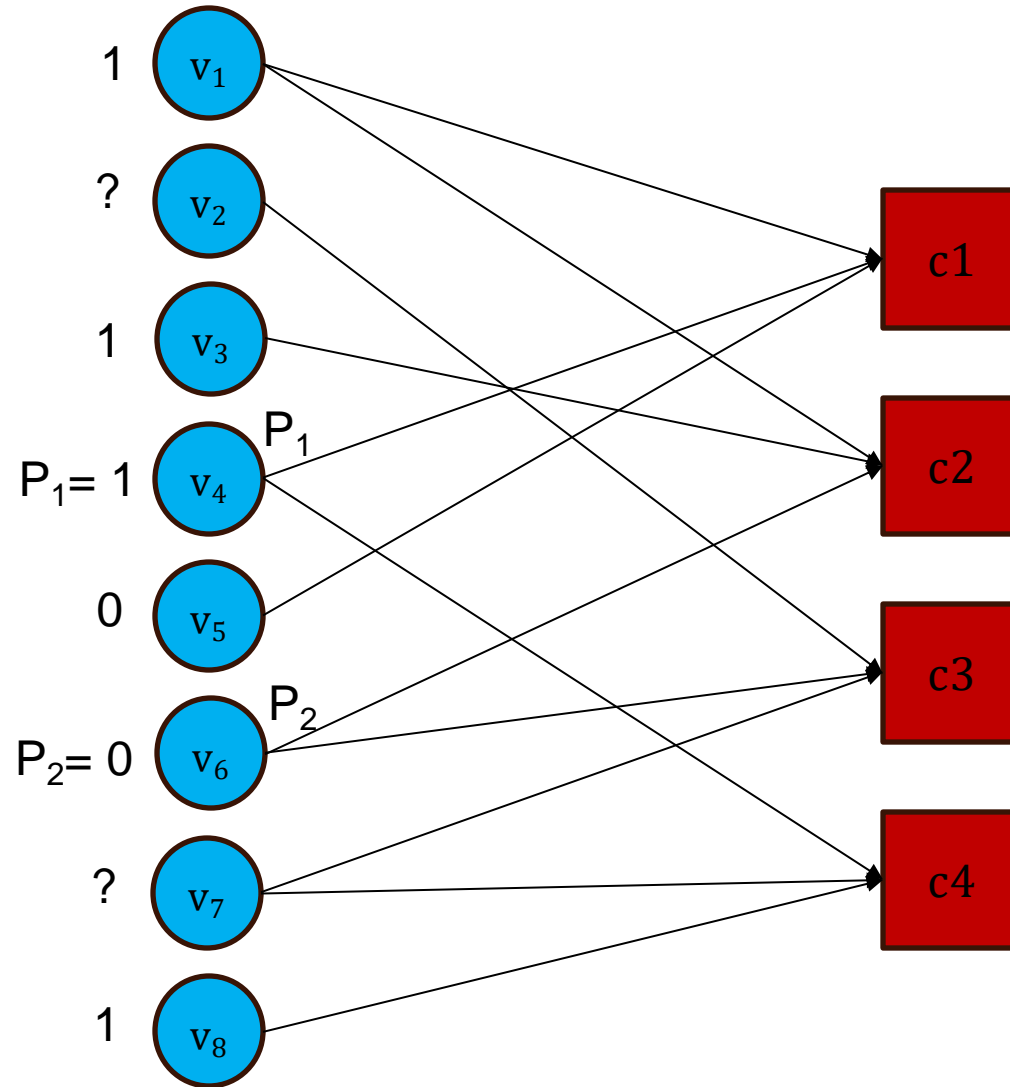 1 v₁
? v₂
1 v₃
P₁
P₁= 1 v₄
0 v₅
P₂
P₂= 0 v₆
? v₇
1 v₈
c1
c2
c3
c4